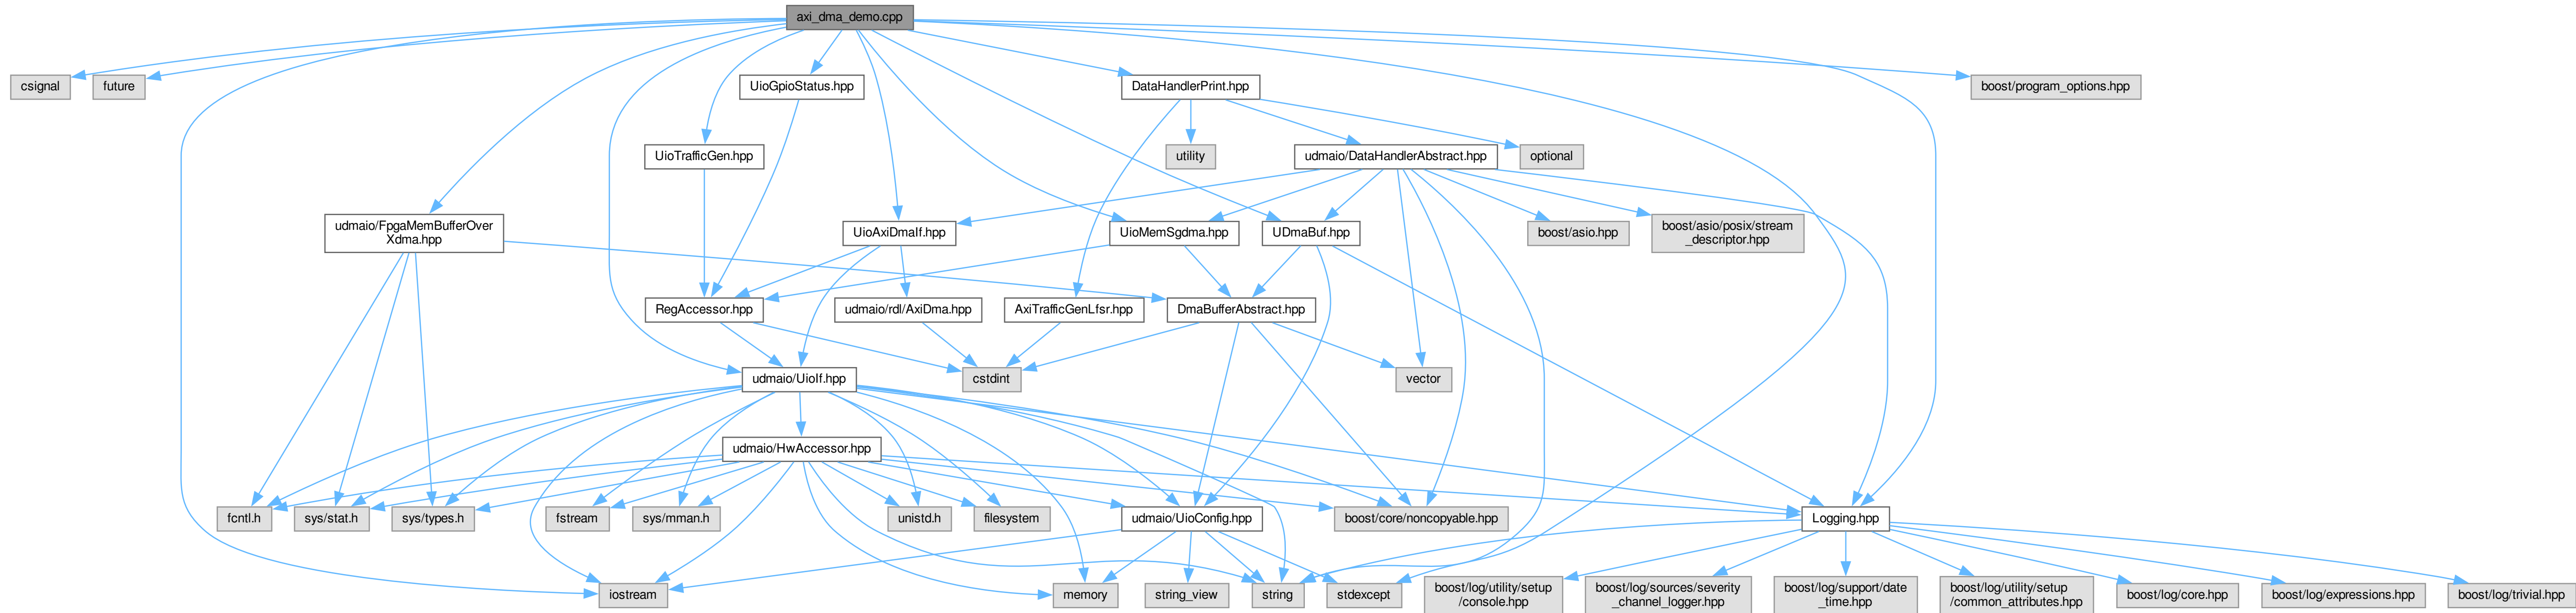 axi_dma_demo.cpp
csignal
future
UioGpioStatus.hpp
DataHandlerPrint.hpp
boost/program_options.hpp
UioTrafficGen.hpp
utility
udmaio/DataHandlerAbstract.hpp
optional
udmaio/FpgaMemBufferOver
Xdma.hpp
UioAxiDmaIf.hpp
UioMemSgdma.hpp
UDmaBuf.hpp
boost/asio.hpp
boost/asio/posix/stream
_descriptor.hpp
RegAccessor.hpp
udmaio/rdl/AxiDma.hpp
AxiTrafficGenLfsr.hpp
DmaBufferAbstract.hpp
udmaio/UioIf.hpp
cstdint
vector
udmaio/HwAccessor.hpp
fcntl.h
sys/stat.h
sys/types.h
fstream
sys/mman.h
unistd.h
filesystem
udmaio/UioConfig.hpp
boost/core/noncopyable.hpp
Logging.hpp
iostream
memory
string_view
string
stdexcept
boost/log/utility/setup
/console.hpp
boost/log/sources/severity
_channel_logger.hpp
boost/log/support/date
_time.hpp
boost/log/utility/setup
/common_attributes.hpp
boost/log/core.hpp
boost/log/expressions.hpp
boost/log/trivial.hpp